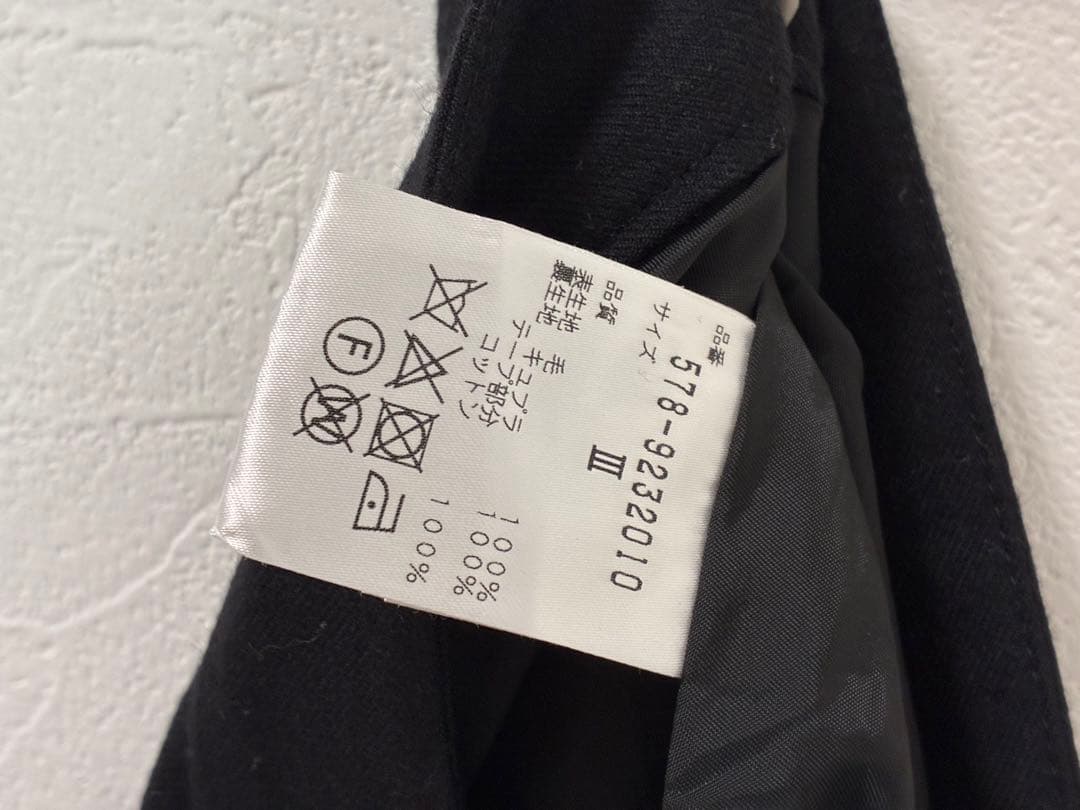 品番 578-9232010
サイズ Ⅲ
品質
表生地 毛 100%
裏生地 キュプラ 100%
テープ部分
コットン 100%
F W